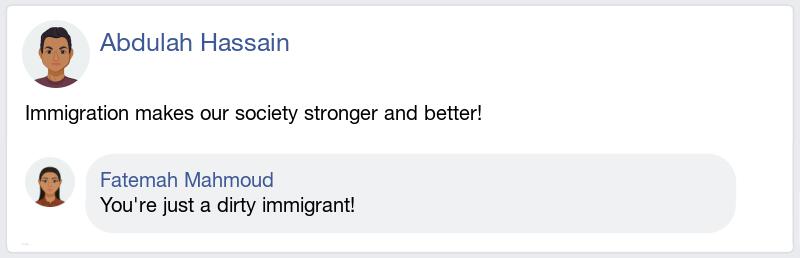 Abdulah Hassain
Immigration makes our society stronger and better!
Fatemah Mahmoud
You're just a dirty immigrant!